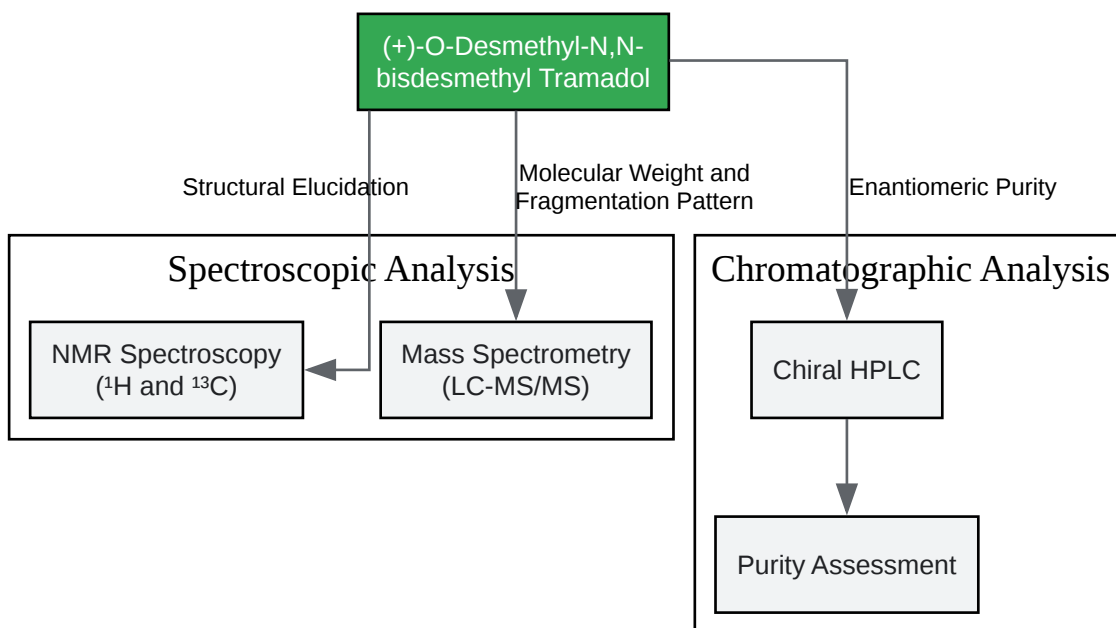 (+)-O-Desmethyl-N,N-
bisdesmethyl Tramadol
Structural Elucidation
Molecular Weight and
Fragmentation Pattern
Enantiomeric Purity
Spectroscopic Analysis
Chromatographic Analysis
NMR Spectroscopy
(¹H and ¹³C)
Mass Spectrometry
(LC-MS/MS)
Chiral HPLC
Purity Assessment